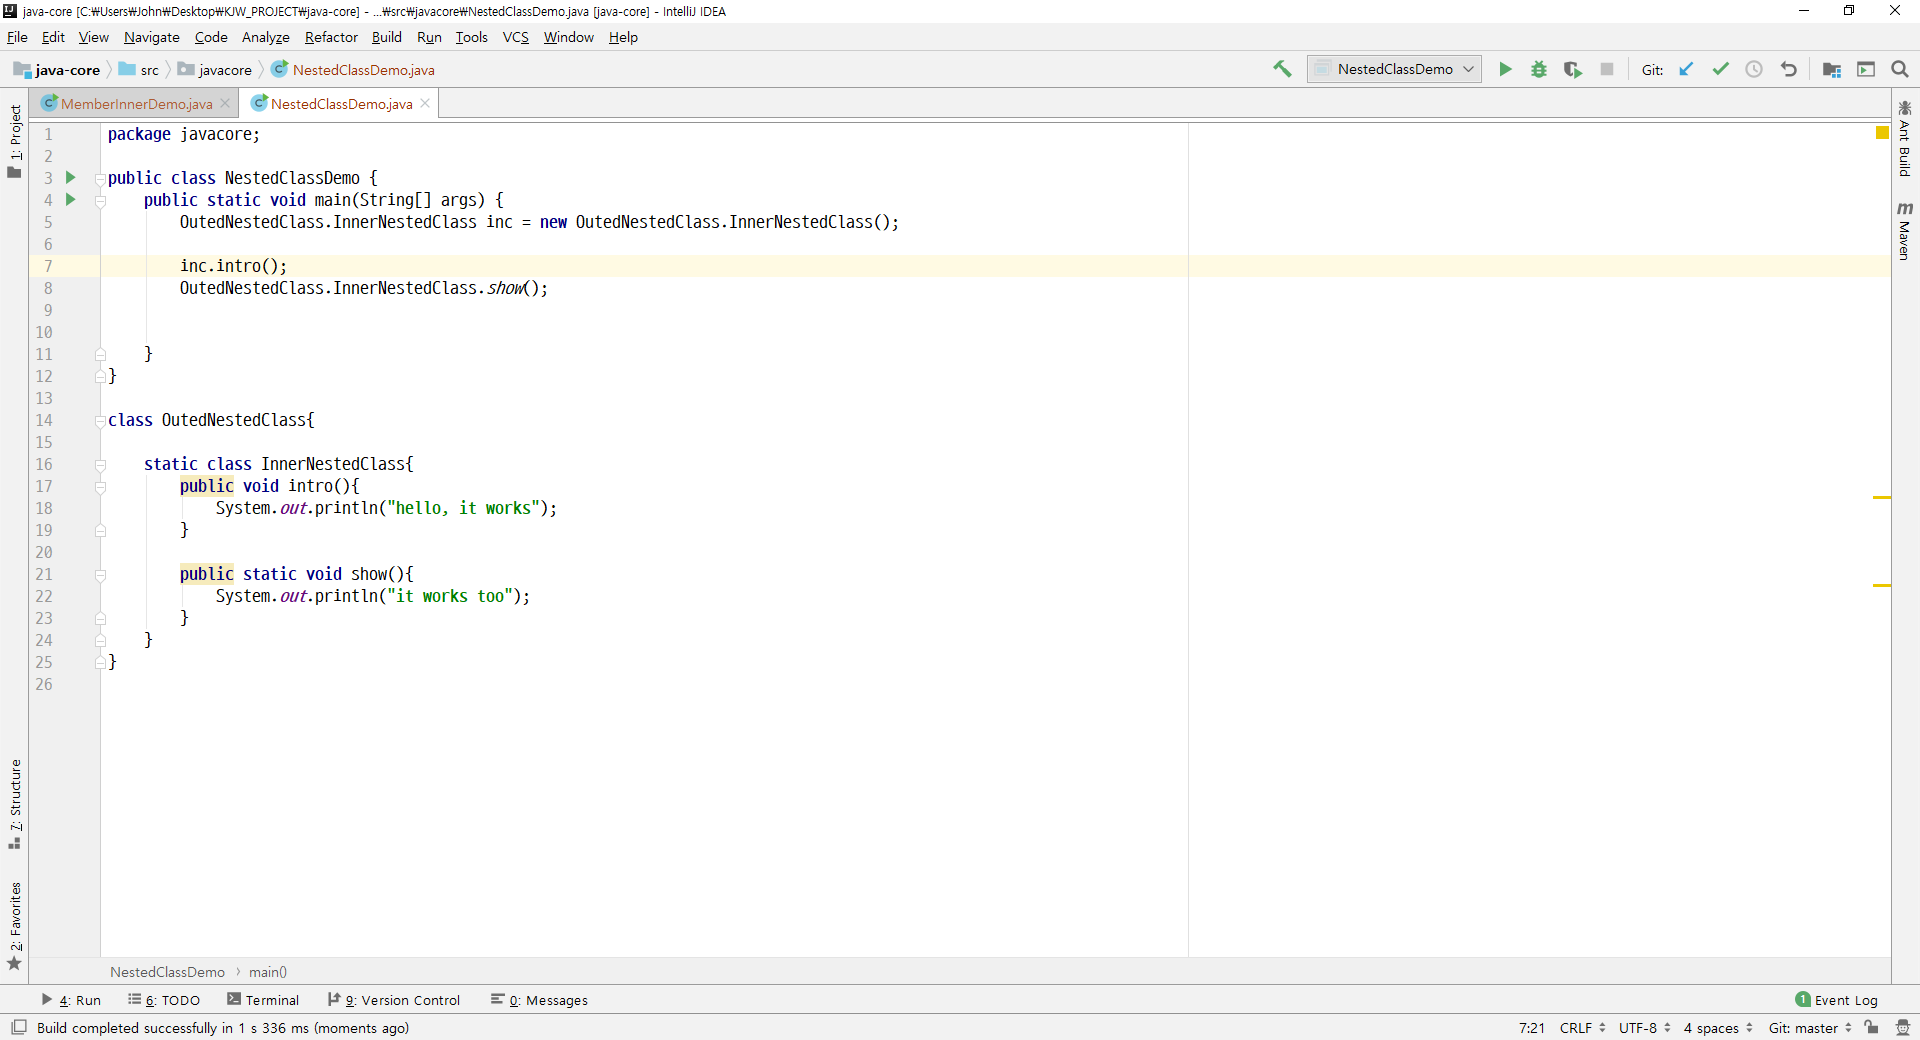 java-core [C:₩Users₩John₩Desktop₩KJW_PROJECT₩java-core] - ...₩src₩javacore₩NestedClassDemo.java [java-core] - IntelliJ IDEA
File Edit View Navigate Code Analyze Refactor Build Run Tools VCS Window Help
java-core src javacore NestedClassDemo.java NestedClassDemo Git:
MemberInnerDemo.java NestedClassDemo.java
1: Project
Ant Build
Maven
7: Structure
2: Favorites
1 package javacore;
2
3 public class NestedClassDemo {
4     public static void main(String[] args) {
5         OutedNestedClass.InnerNestedClass inc = new OutedNestedClass.InnerNestedClass();
6
7         inc.intro();
8         OutedNestedClass.InnerNestedClass.show();
9
10
11     }
12 }
13
14 class OutedNestedClass{
15
16     static class InnerNestedClass{
17         public void intro(){
18             System.out.println("hello, it works");
19         }
20
21         public static void show(){
22             System.out.println("it works too");
23         }
24     }
25 }
26
NestedClassDemo › main()
4: Run 6: TODO Terminal 9: Version Control 0: Messages 1 Event Log
Build completed successfully in 1 s 336 ms (moments ago) 7:21 CRLF UTF-8 4 spaces Git: master